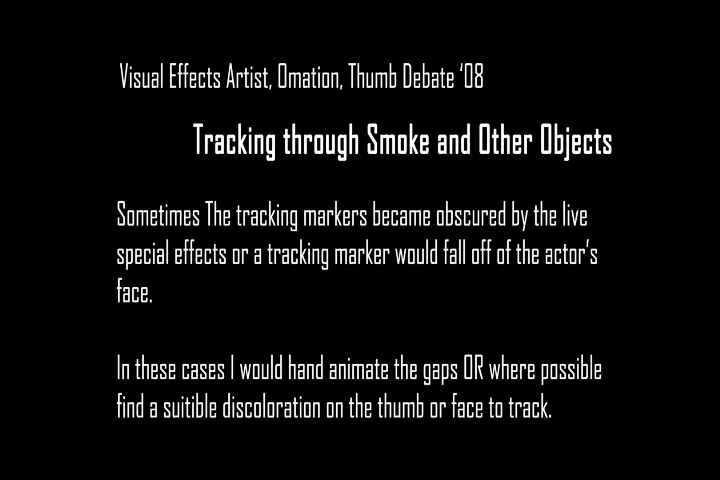 Visual Effects Artist, Omation, Thumb Debate ‘08
Tracking through Smoke and Other Objects
Sometimes The tracking markers became obscured by the live
special effects or a tracking marker would fall off of the actor's
face.
In these cases I would hand animate the gaps OR where possible
find a suitible discoloration on the thumb or face to track.